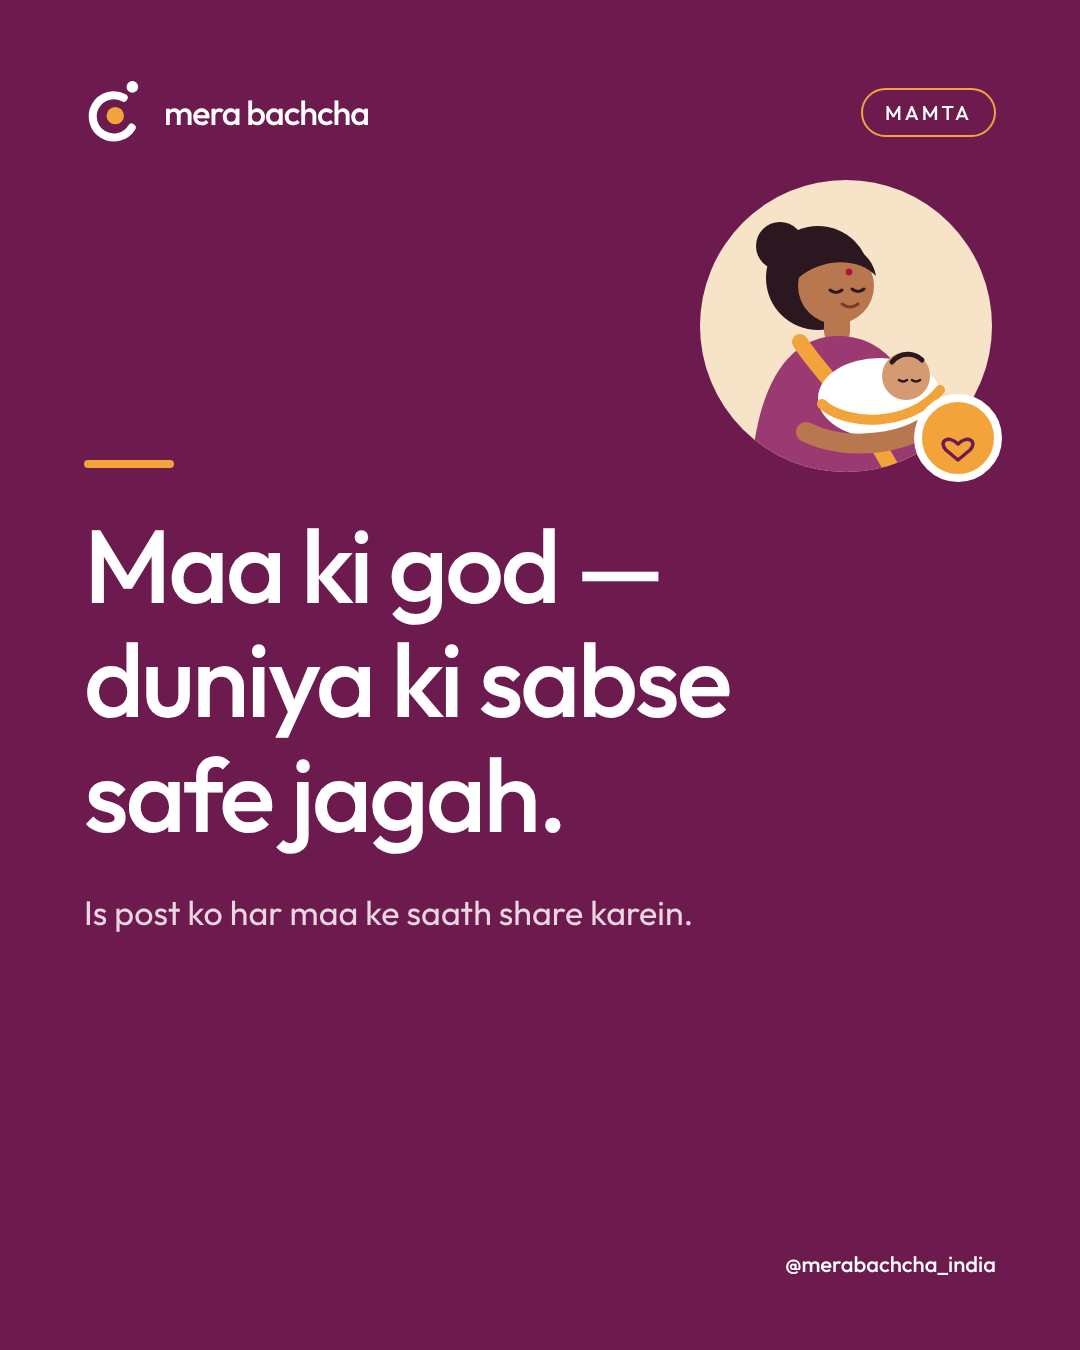 mera bachcha
MAMTA
Maa ki god —
duniya ki sabse
safe jagah.
Is post ko har maa ke saath share karein.
@merabachcha_india